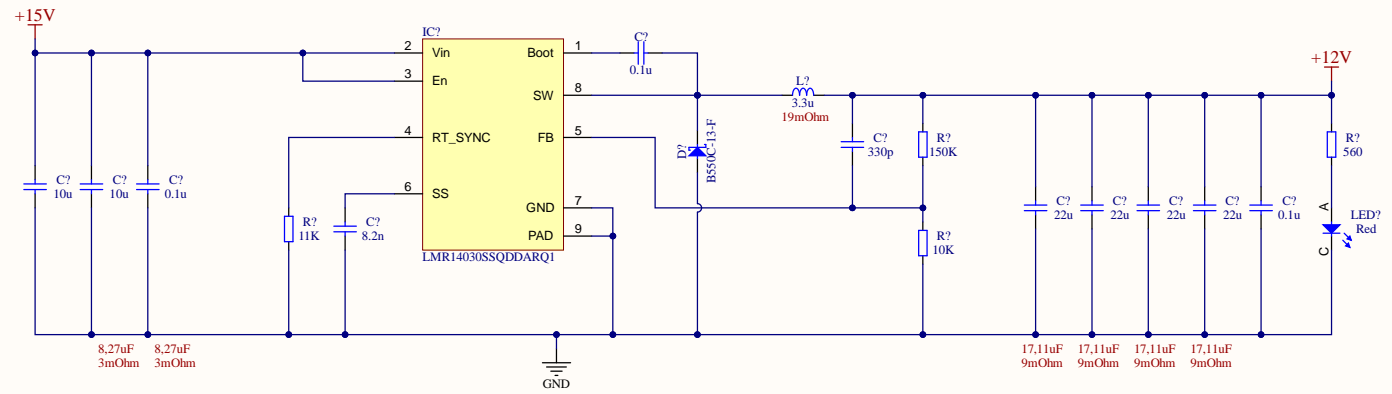 +15V
+12V
IC?
2
Vin
Boot
1
C?
0.1u
3
En
SW
8
L?
3.3u
19mOhm
4
RT_SYNC
FB
5
D?
B550C-13-F
C?
330p
R?
150K
R?
560
6
SS
GND
7
PAD
9
LMR14030SSQDDARQ1
C?
10u
C?
10u
C?
0.1u
R?
11K
C?
8.2n
R?
10K
C?
22u
C?
22u
C?
22u
C?
22u
C?
0.1u
A
LED?
Red
C
8,27uF
3mOhm
8,27uF
3mOhm
GND
17,11uF
9mOhm
17,11uF
9mOhm
17,11uF
9mOhm
17,11uF
9mOhm